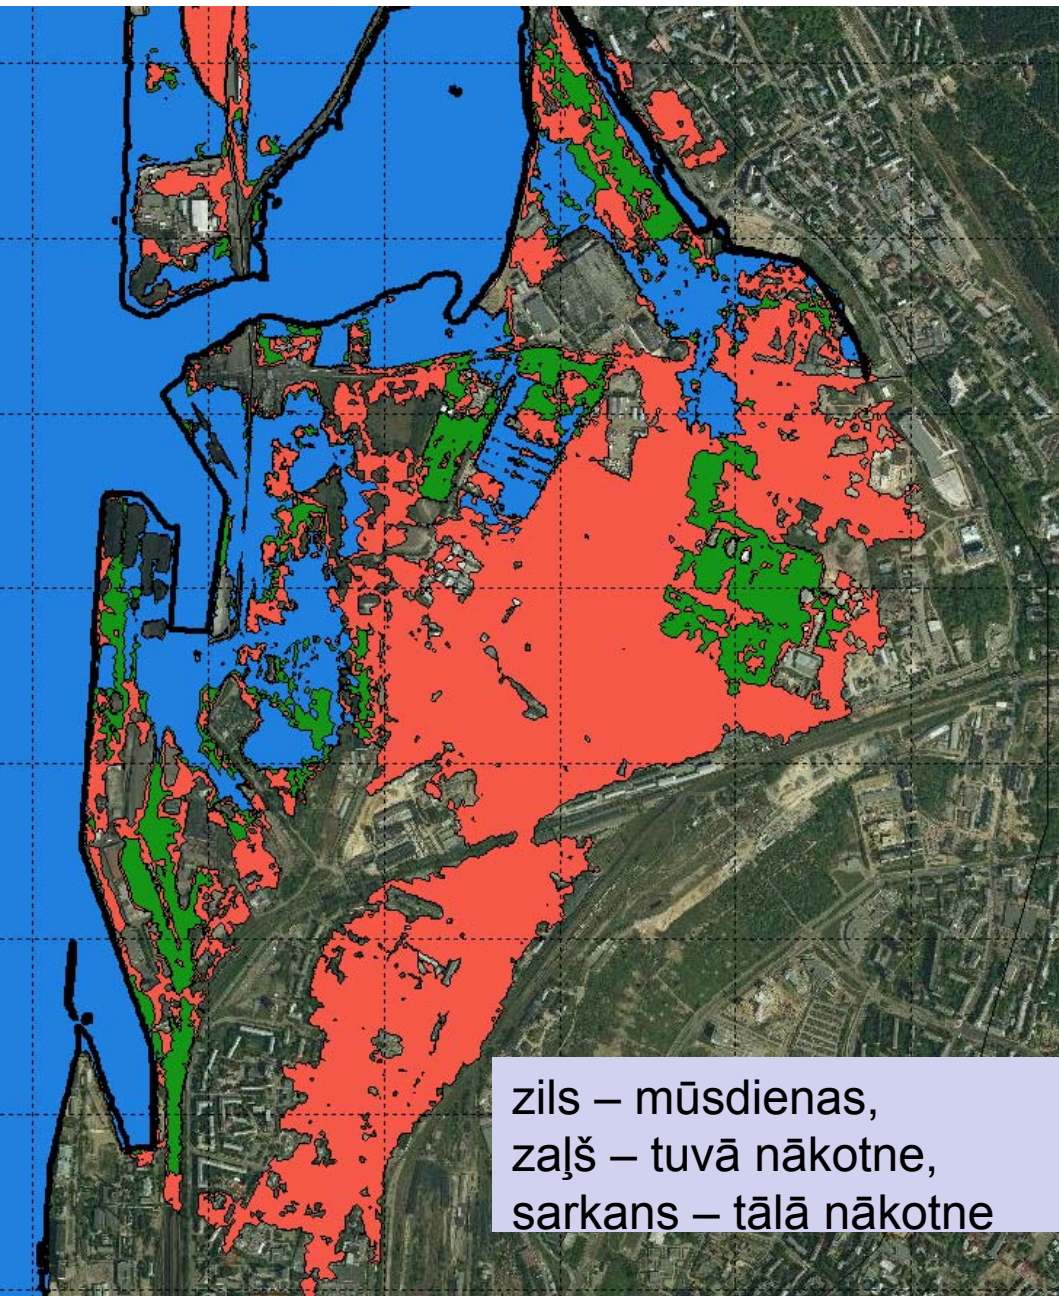 zils – mūsdienas,
zaļš – tuvā nākotne,
sarkans – tālā nākotne